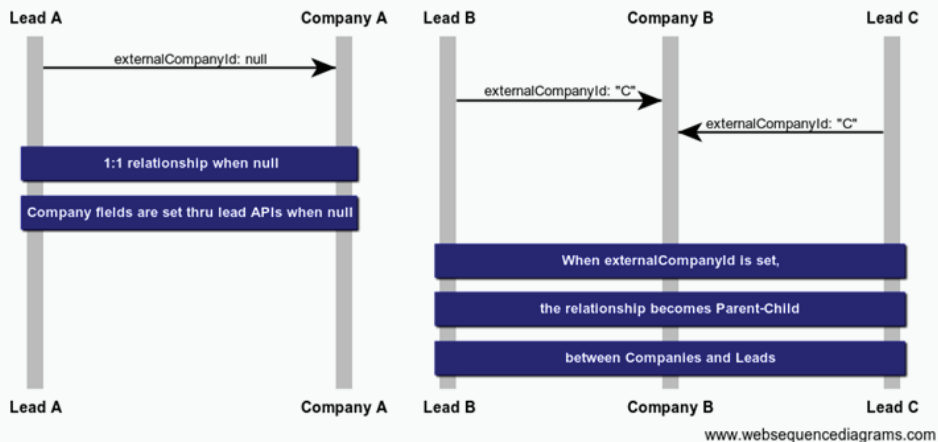 Lead A
Company A
Lead B
Company B
Lead C
externalCompanyId: null
externalCompanyId: "C"
externalCompanyId: "C"
1:1 relationship when null
Company fields are set thru lead APIs when null
When externalCompanyId is set,
the relationship becomes Parent-Child
between Companies and Leads
Lead A
Company A
Lead B
Company B
Lead C
www.websequencediagrams.com